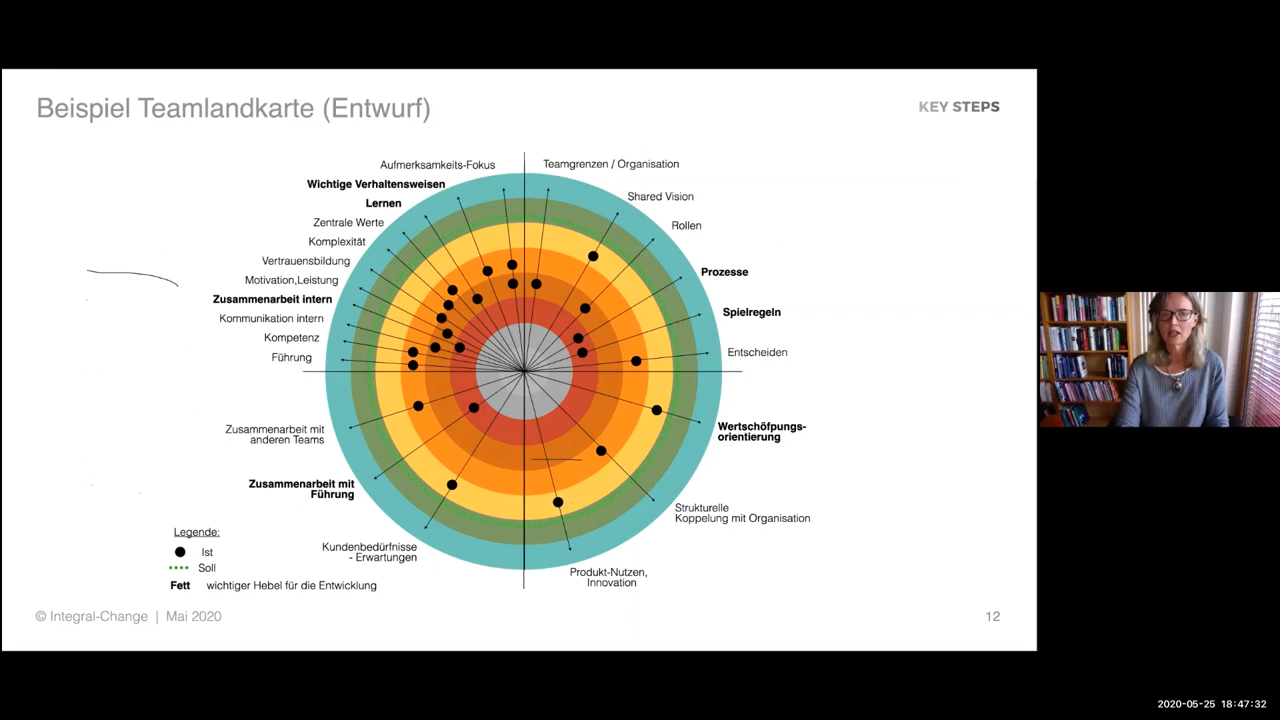 Beispiel Teamlandkarte (Entwurf)
KEY STEPS
Aufmerksamkeits-Fokus
Wichtige Verhaltensweisen
Lernen
Zentrale Werte
Komplexität
Vertrauensbildung
Motivation,Leistung
Zusammenarbeit intern
Kommunikation intern
Kompetenz
Führung
Zusammenarbeit mit
anderen Teams
Zusammenarbeit mit
Führung
Kundenbedürfnisse
- Erwartungen
Teamgrenzen / Organisation
Shared Vision
Rollen
Prozesse
Spielregeln
Entscheiden
Wertschöpfungs-
orientierung
Strukturelle
Koppelung mit Organisation
Produkt-Nutzen,
Innovation
Legende:
Ist
Soll
Fett wichtiger Hebel für die Entwicklung
© Integral-Change | Mai 2020
12
2020-05-25 18:47:32